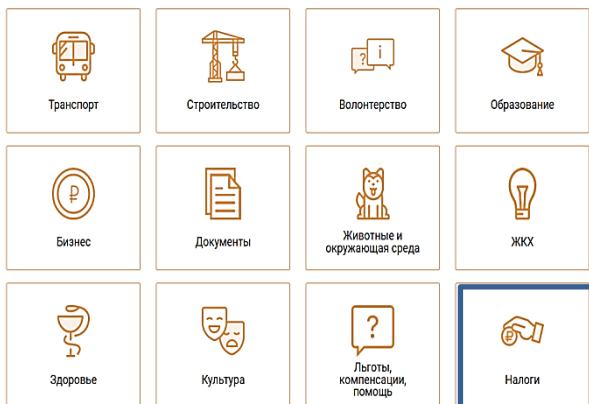 Транспорт
Строительство
? i
Волонтерство
Образование
₽
Бизнес
Документы
Животные и
окружающая среда
ЖКХ
Здоровье
Культура
?
Льготы,
компенсации,
помощь
₽
Налоги